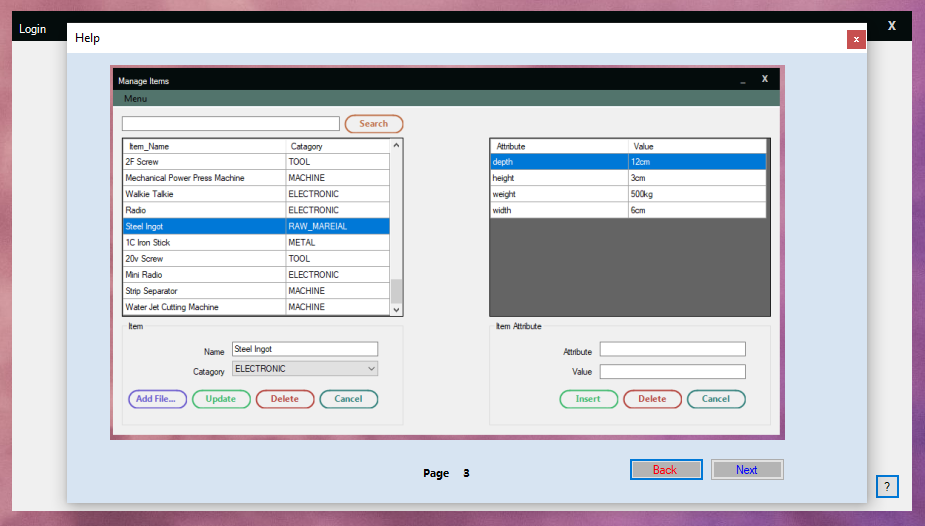 Login
X
Help
x
Manage Items
_ X
Menu
Search
Item_Name Catagory
2F Screw TOOL
Mechanical Power Press Machine MACHINE
Walkie Talkie ELECTRONIC
Radio ELECTRONIC
Steel Ingot RAW_MAREIAL
1C Iron Stick METAL
20v Screw TOOL
Mini Radio ELECTRONIC
Strip Separator MACHINE
Water Jet Cutting Machine MACHINE
Attribute Value
depth 12cm
height 3cm
weight 500kg
width 6cm
Item
Name Steel Ingot
Catagory ELECTRONIC
Add File... Update Delete Cancel
Item Attribute
Attribute
Value
Insert Delete Cancel
Page 3
Back Next
?